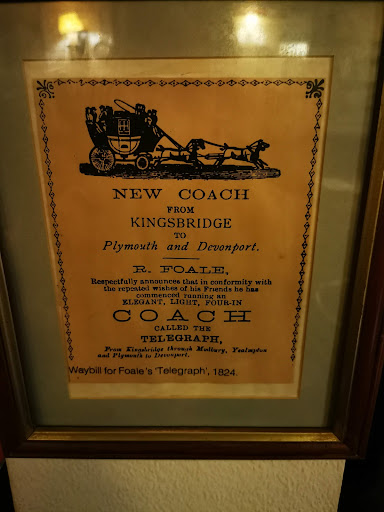 NEW COACH
FROM
KINGSBRIDGE
TO
Plymouth and Devonport.
R. FOALE,
Respectfully announces that in conformity with
the repeated wishes of his Friends he has
commenced running an
ELEGANT, LIGHT, FOUR-IN
COACH
CALLED THE
TELEGRAPH,
From Kingsbridge through Modbury, Yealmpton
and Plymouth to Devonport.
Waybill for Foale's 'Telegraph', 1824.